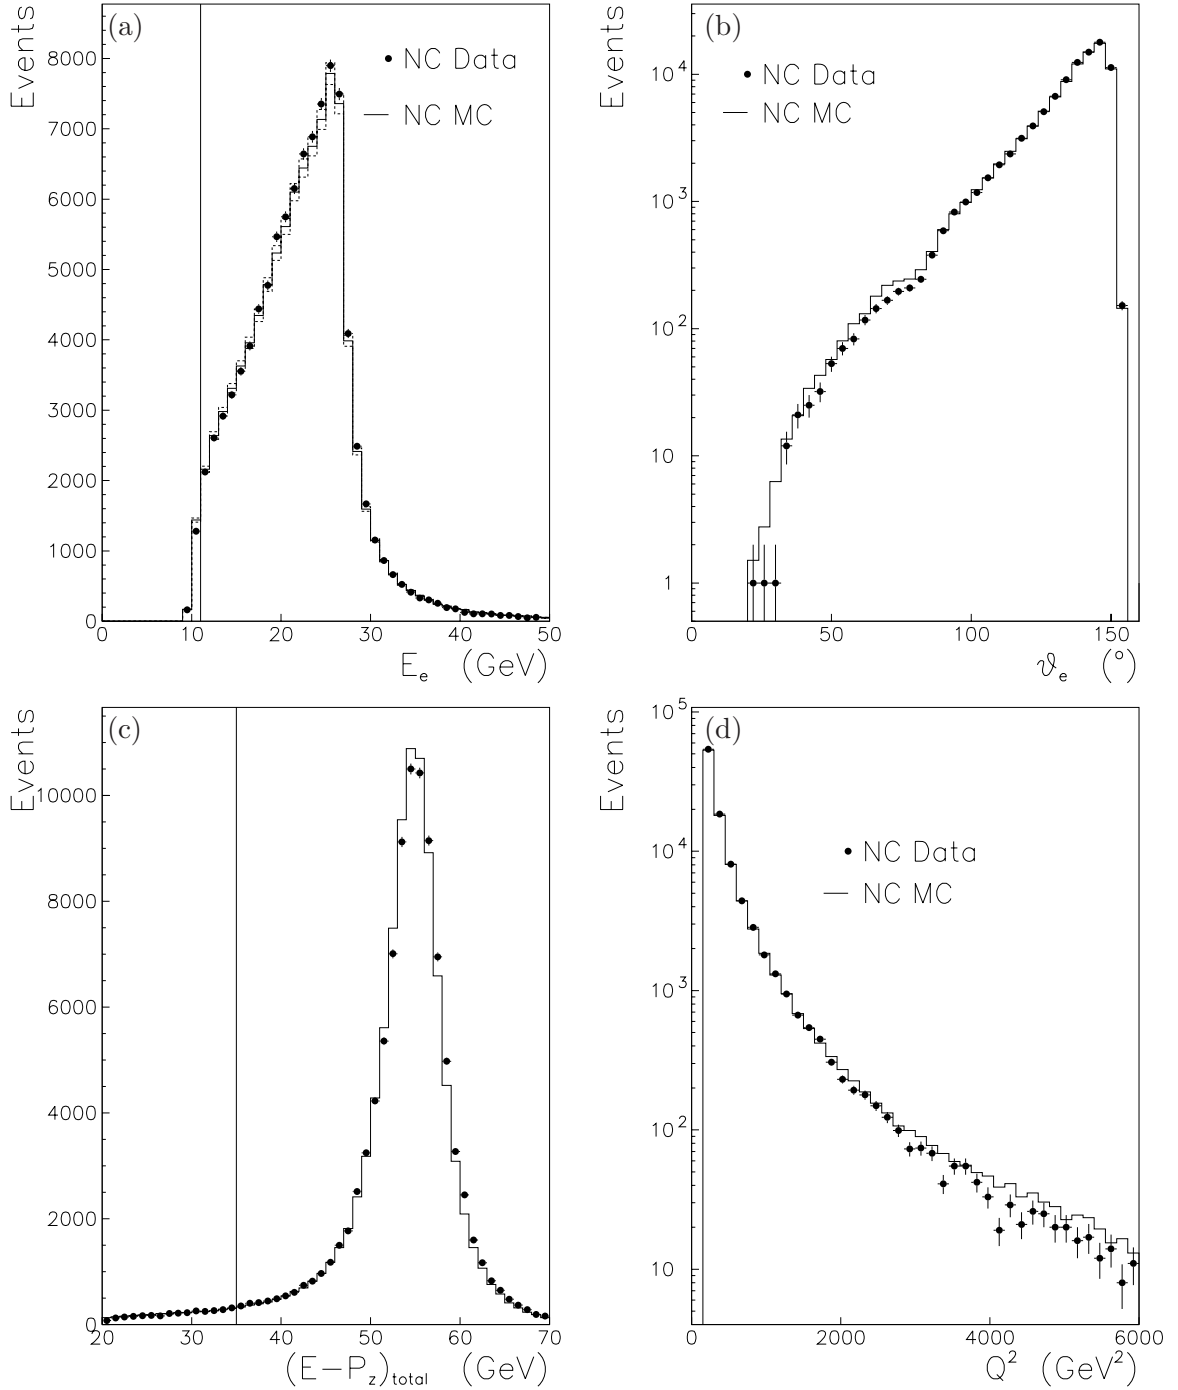 (a)
Events
NC Data
NC MC
8000
7000
6000
5000
4000
3000
2000
1000
0
0 10 20 30 40 50
E_e (GeV)
(b)
Events
NC Data
NC MC
10^4
10^3
10^2
10
1
0 50 100 150
ϑ_e (°)
(c)
Events
10000
8000
6000
4000
2000
0
20 30 40 50 60 70
(E−P_z)_total (GeV)
(d)
Events
NC Data
NC MC
10^5
10^4
10^3
10^2
10
0 2000 4000 6000
Q^2 (GeV^2)